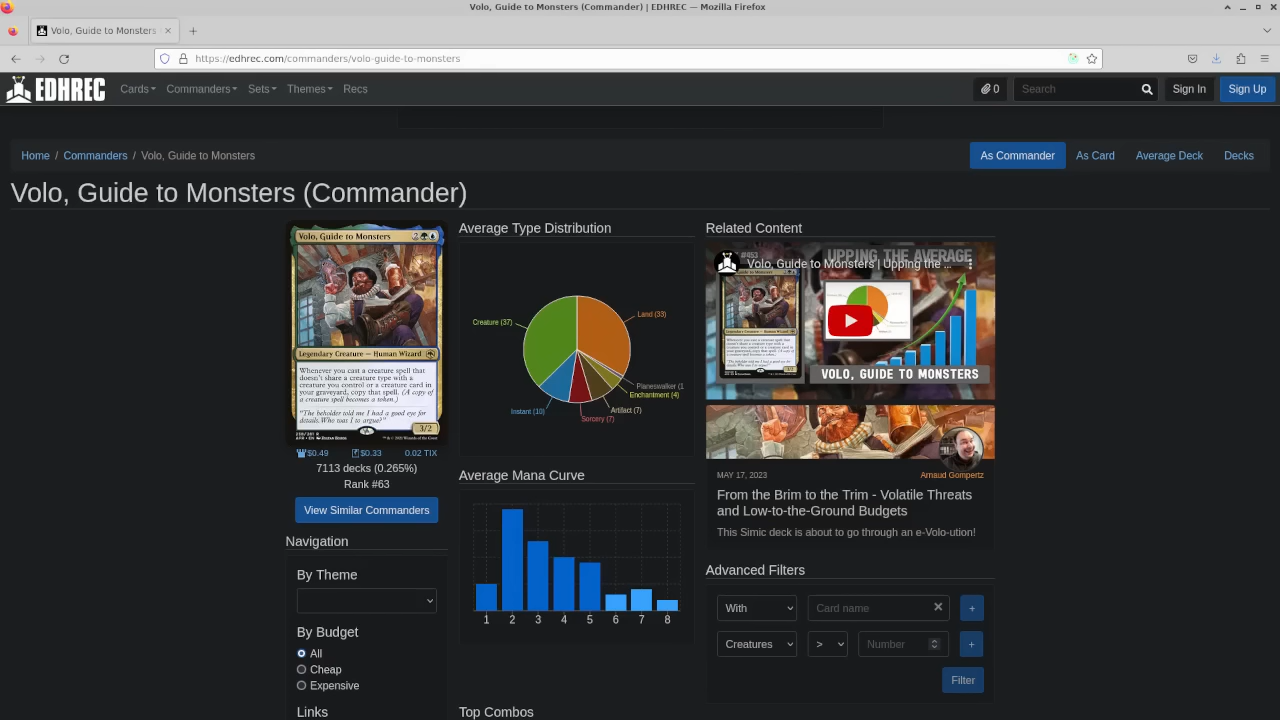 Volo, Guide to Monsters (Commander) | EDHREC — Mozilla Firefox
Volo, Guide to Monsters
https://edhrec.com/commanders/volo-guide-to-monsters
EDHREC
Cards
Commanders
Sets
Themes
Recs
0
Search
Sign In
Sign Up
Home / Commanders / Volo, Guide to Monsters
As Commander
As Card
Average Deck
Decks
Volo, Guide to Monsters (Commander)
Volo, Guide to Monsters
2
Legendary Creature — Human Wizard
Whenever you cast a creature spell that
doesn't share a creature type with a
creature you control or a creature card in
your graveyard, copy that spell. (A copy of
a creature spell becomes a token.)
"The beholder told me I had a good eye for
details. Who was I to argue?"
3/2
$0.49
$0.33
0.02 TIX
7113 decks (0.265%)
Rank #63
View Similar Commanders
Navigation
By Theme
By Budget
All
Cheap
Expensive
Links
Average Type Distribution
Creature (37)
Land (33)
Planeswalker (1
Enchantment (4)
Artifact (7)
Sorcery (7)
Instant (10)
Average Mana Curve
1 2 3 4 5 6 7 8
Top Combos
Related Content
#453
UPPING THE AVERAGE
Volo, Guide to Monsters | Upping the ...
VOLO, GUIDE TO MONSTERS
MAY 17, 2023
Arnaud Gompertz
From the Brim to the Trim - Volatile Threats
and Low-to-the-Ground Budgets
This Simic deck is about to go through an e-Volo-ution!
Advanced Filters
With
Card name
+
Creatures
>
Number
+
Filter